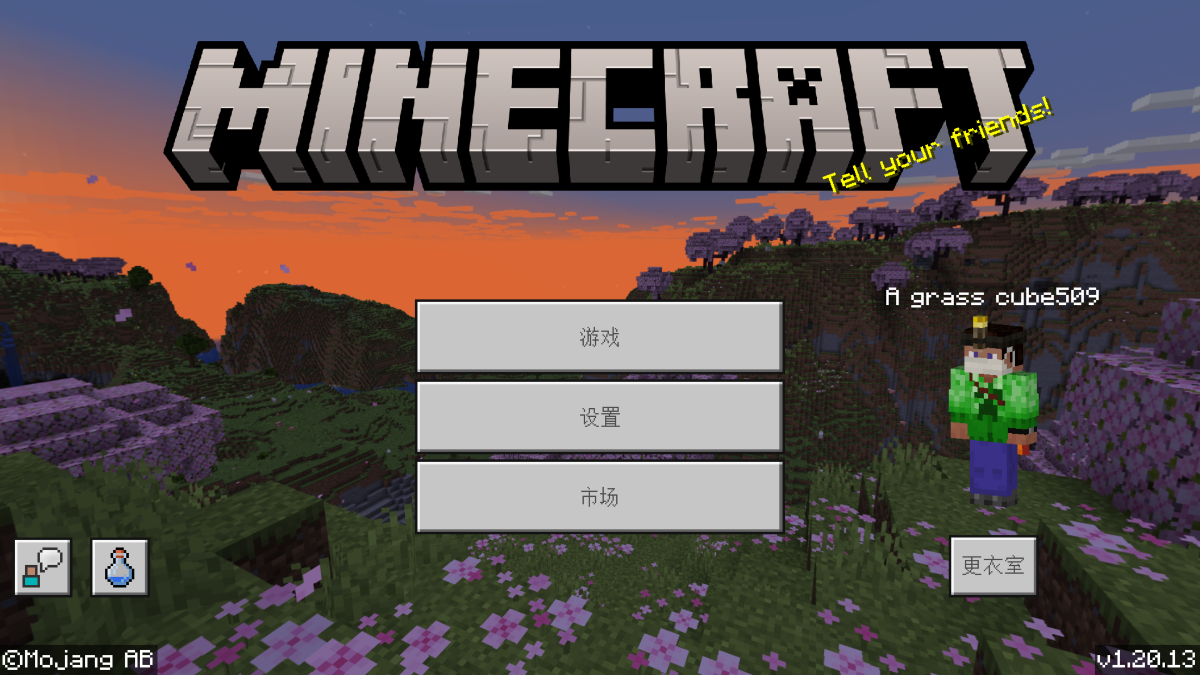 MINECRAFT
Tell your friends!
A grass cube509
游戏
设置
市场
更衣室
©Mojang AB
v1.20.13